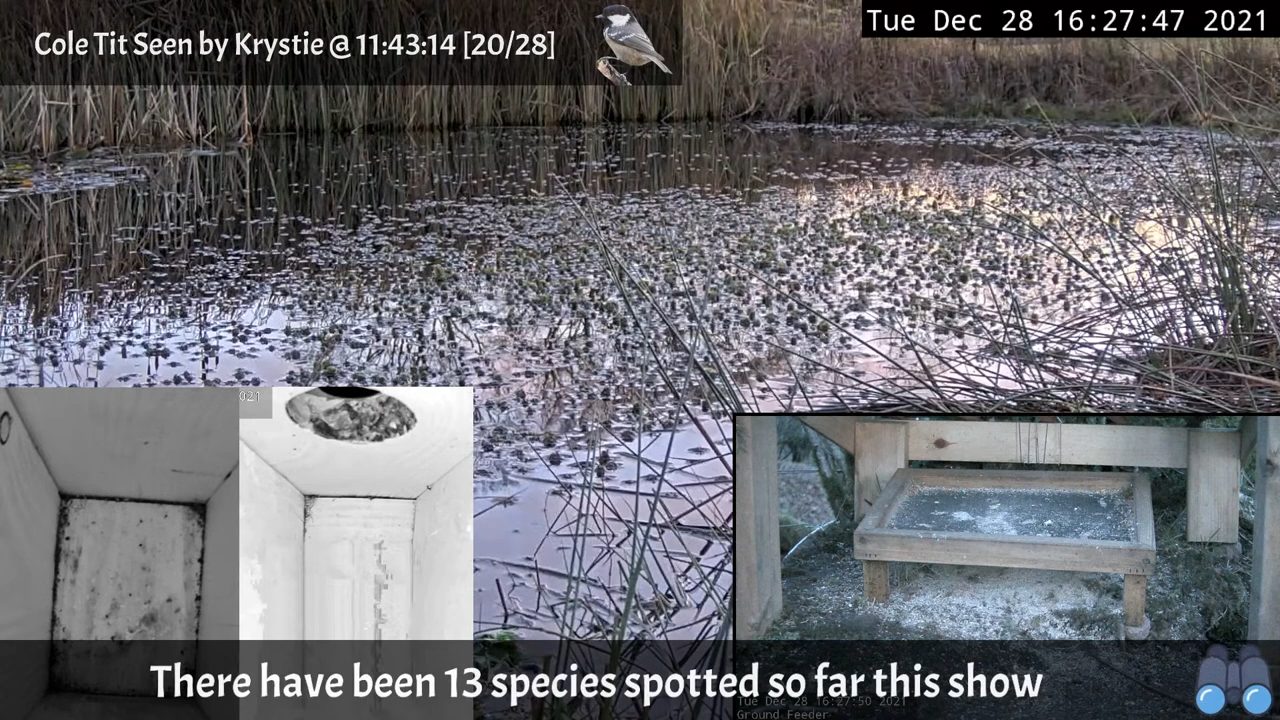 Cole Tit Seen by Krystie @ 11:43:14 [20/28]
Tue Dec 28 16:27:47 2021
021
There have been 13 species spotted so far this show
Tue Dec 28 16:27:50 2021
Ground Feeder